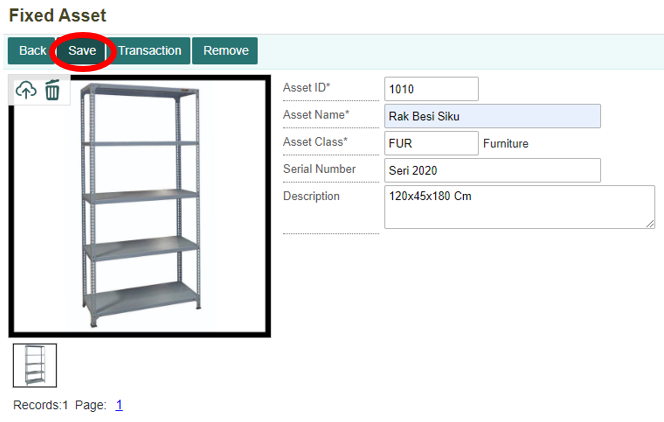 Fixed Asset
Back Save Transaction Remove
Asset ID* 1010
Asset Name* Rak Besi Siku
Asset Class* FUR Furniture
Serial Number Seri 2020
Description 120x45x180 Cm
Records:1 Page: 1